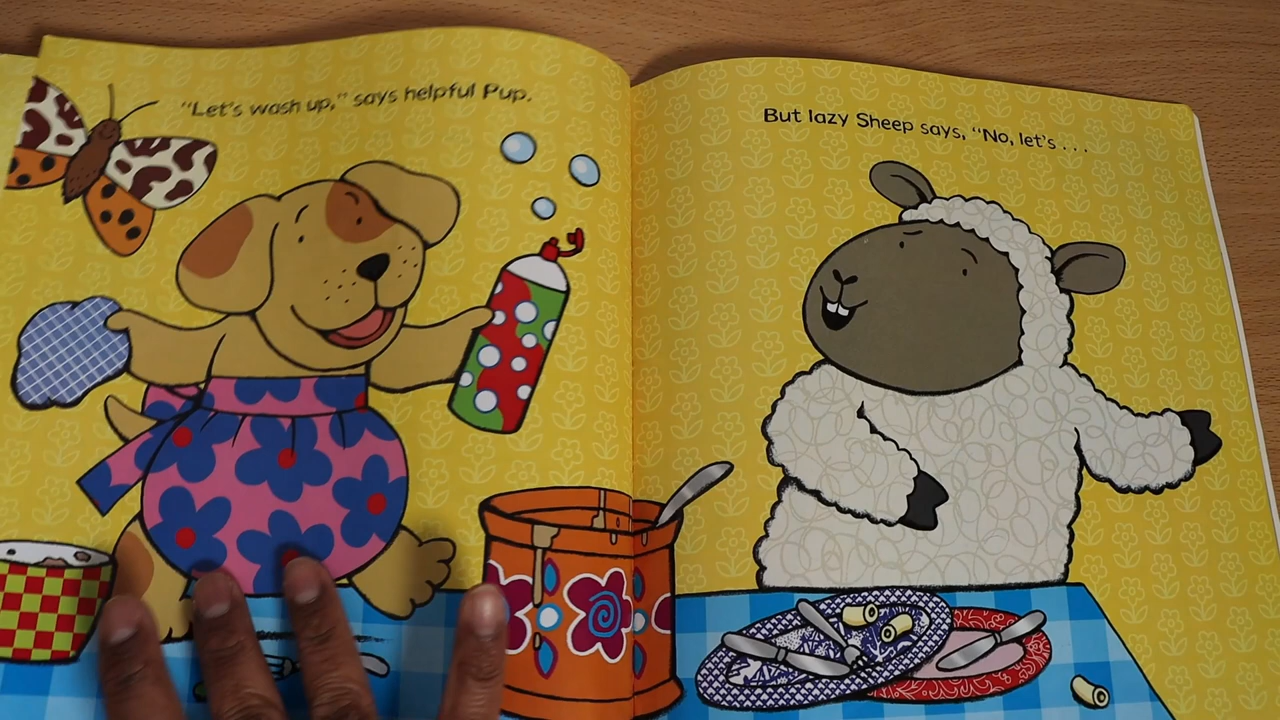 "Let's wash up," says helpful Pup.
But lazy Sheep says, "No, let's . . .